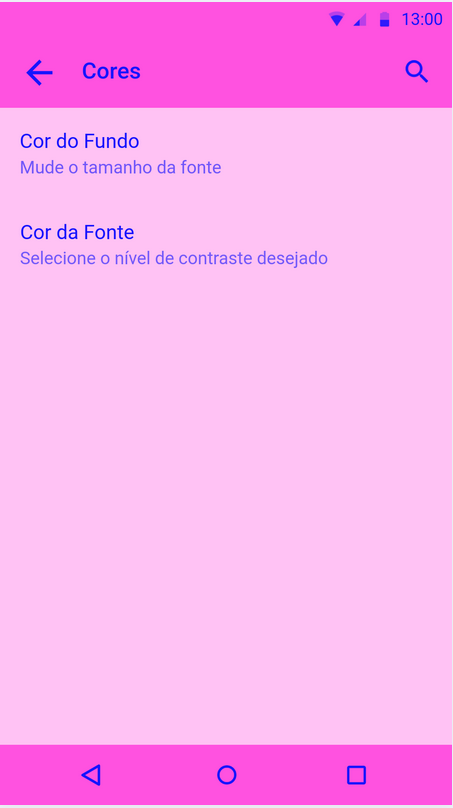 13:00
Cores
Cor do Fundo
Mude o tamanho da fonte
Cor da Fonte
Selecione o nível de contraste desejado